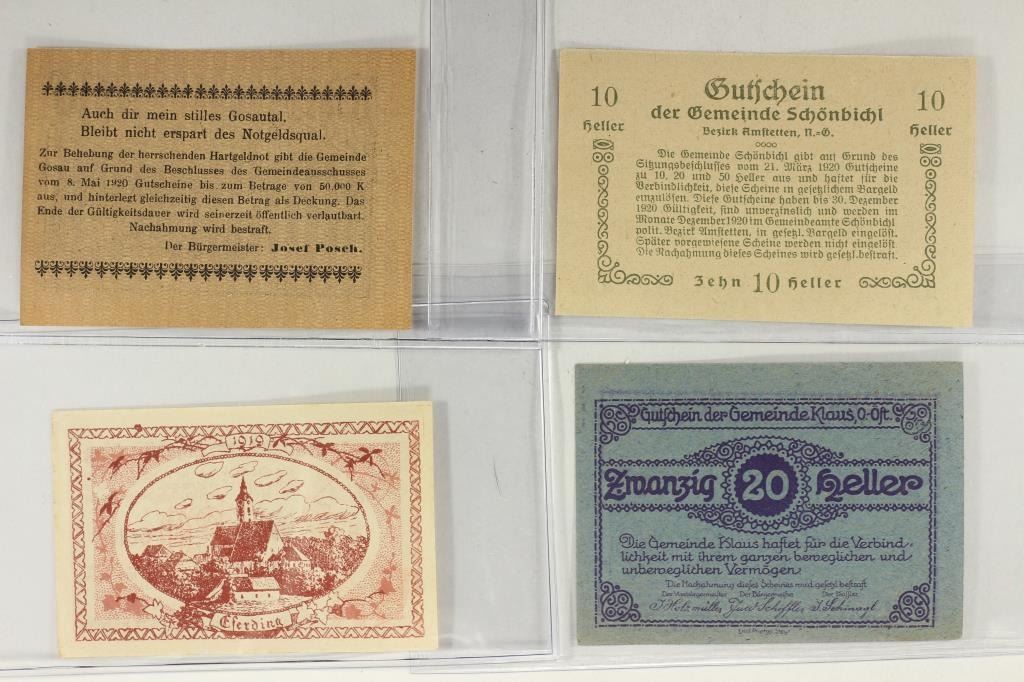 Auch dir mein stilles Gosautal,
Bleibt nicht erspart des Notgeldsqual.
Zur Behebung der herrschenden Hartgeldnot gibt die Gemeinde
Gosau auf Grund des Beschlusses des Gemeindeausschusses
vom 8. Mai 1920 Gutscheine bis zum Betrage von 50.000 K
aus, und hinterlegt gleichzeitig diesen Betrag als Deckung. Das
Ende der Gültigkeitsdauer wird seinerzeit öffentlich verlautbart.
Nachahmung wird bestraft.
Der Bürgermeister: Josef Posch.
Gutschein
10 der Gemeinde Schönbichl 10
Heller Bezirk Amstetten, N.-Ö. Heller
Die Gemeinde Schönbichl gibt auf Grund des
Sitzungsbeschlusses vom 21. März 1920 Gutscheine
zu 10, 20 und 50 Heller aus und haftet für die
Verbindlichkeit, diese Scheine in gesetzlichem Bargeld
einzulösen. Diese Gutscheine haben bis 30. Dezember
1920 Gültigkeit, sind unverzinslich und werden im
Monate Dezember 1920 im Gemeindeamte Schönbichl
polit. Bezirk Amstetten, in gesetzl. Bargeld eingelöst.
Später vorgewiesene Scheine werden nicht eingelöst.
Die Nachahmung dieses Scheines wird gesetzl. bestraft.
Zehn 10 Heller
1919
Eferding
Gutschein der Gemeinde Klaus, O.-Öst.
Zwanzig 20 Heller
Die Gemeinde Klaus haftet für die Verbind-
lichkeit mit ihrem ganzen beweglichen und
unbeweglichen Vermögen.
Die Nachahmung dieses Scheines wird gesetzl. bestraft
Der Vizebürgermeister Der Bürgermeister Der Kassier